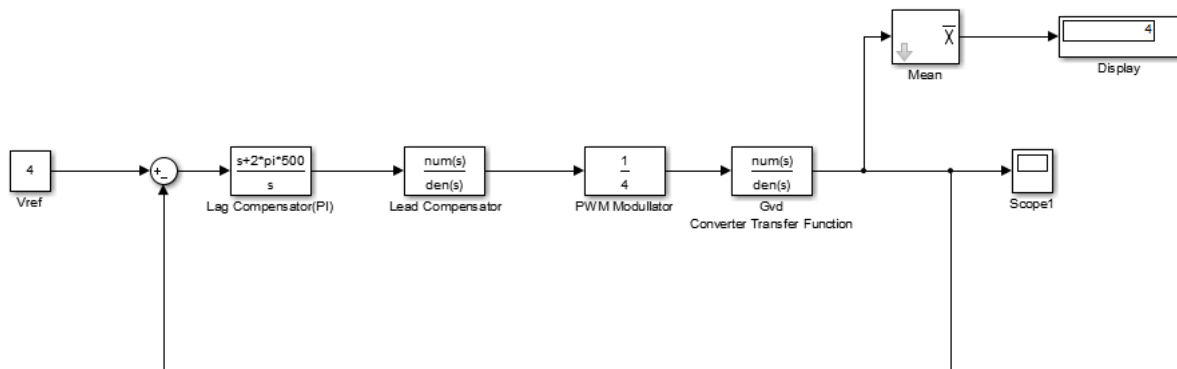 X
Mean
4
Display
4
Vref
+
−
s+2*pi*500
s
Lag Compensator(PI)
num(s)
den(s)
Lead Compensator
1
4
PWM Modullator
num(s)
den(s)
Gvd
Converter Transfer Function
Scope1